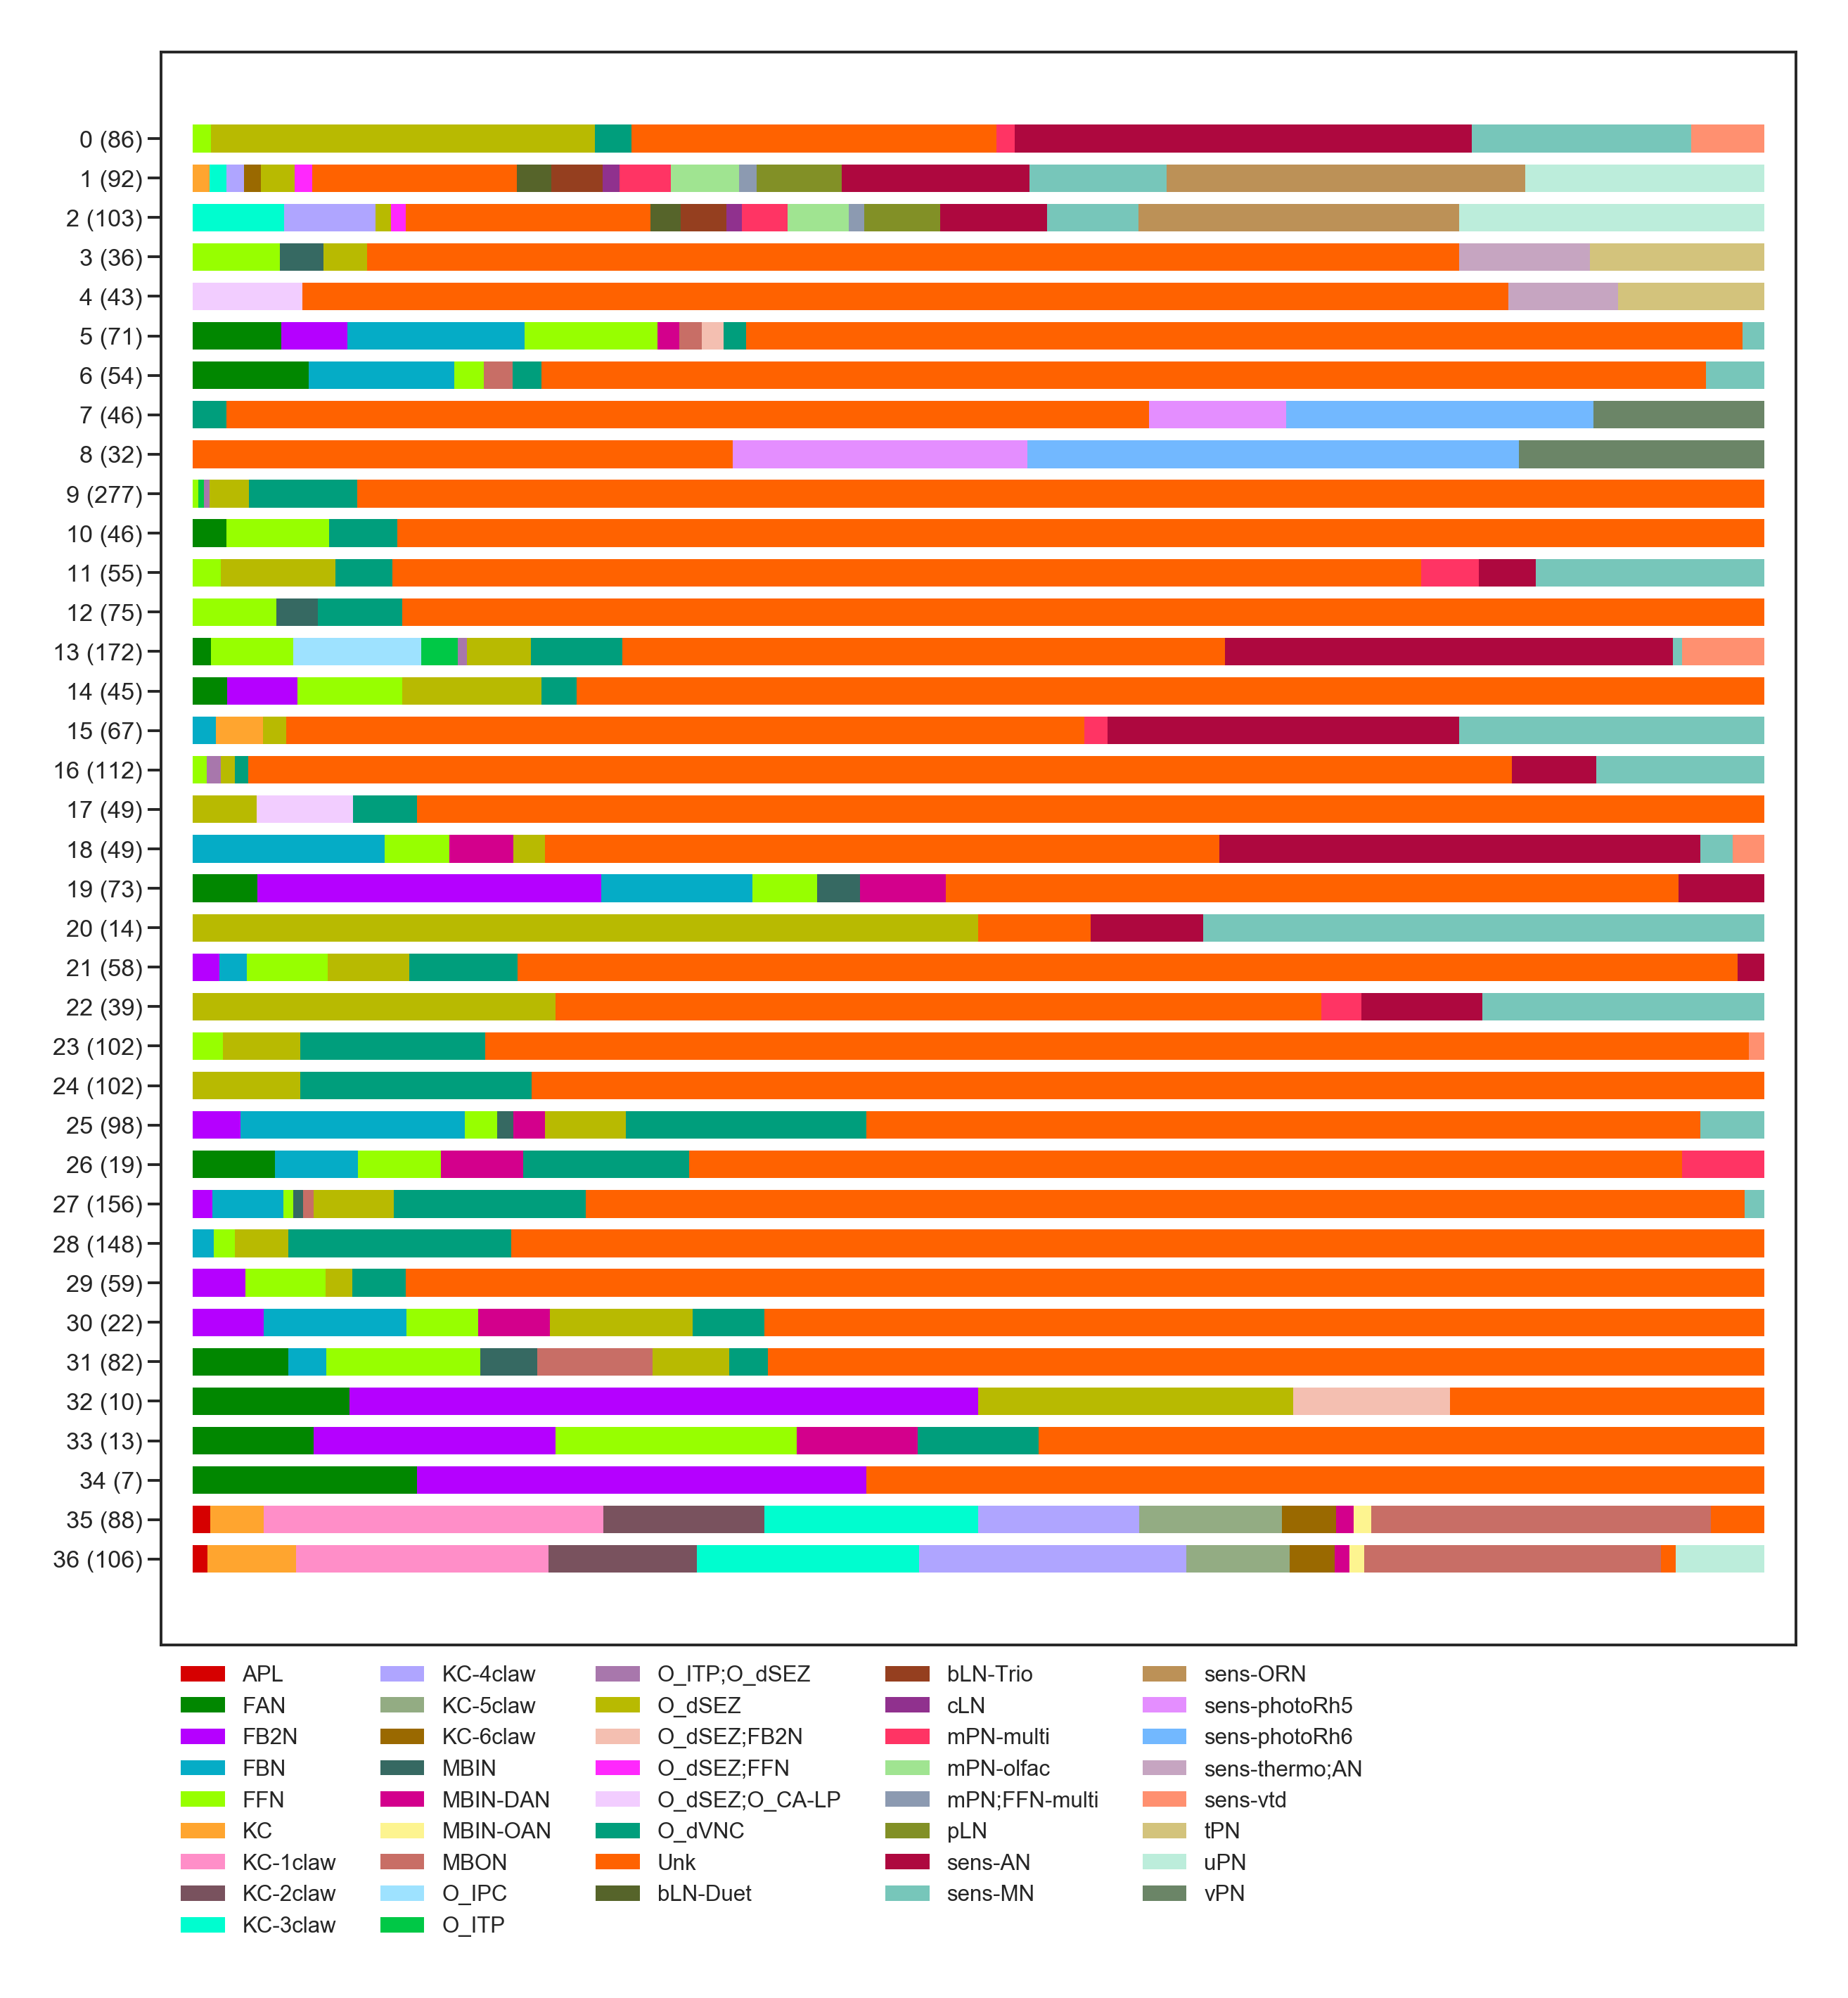 0 (86)
1 (92)
2 (103)
3 (36)
4 (43)
5 (71)
6 (54)
7 (46)
8 (32)
9 (277)
10 (46)
11 (55)
12 (75)
13 (172)
14 (45)
15 (67)
16 (112)
17 (49)
18 (49)
19 (73)
20 (14)
21 (58)
22 (39)
23 (102)
24 (102)
25 (98)
26 (19)
27 (156)
28 (148)
29 (59)
30 (22)
31 (82)
32 (10)
33 (13)
34 (7)
35 (88)
36 (106)
APL
FAN
FB2N
FBN
FFN
KC
KC-1claw
KC-2claw
KC-3claw
KC-4claw
KC-5claw
KC-6claw
MBIN
MBIN-DAN
MBIN-OAN
MBON
O_IPC
O_ITP
O_ITP;O_dSEZ
O_dSEZ
O_dSEZ;FB2N
O_dSEZ;FFN
O_dSEZ;O_CA-LP
O_dVNC
Unk
bLN-Duet
bLN-Trio
cLN
mPN-multi
mPN-olfac
mPN;FFN-multi
pLN
sens-AN
sens-MN
sens-ORN
sens-photoRh5
sens-photoRh6
sens-thermo;AN
sens-vtd
tPN
uPN
vPN